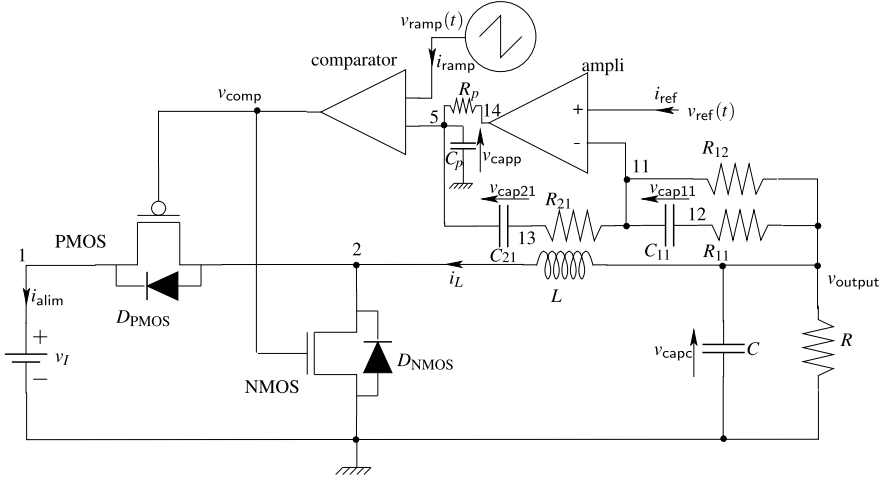 v_ramp(t)
comparator
i_ramp
ampli
R_p
v_comp
5
14
+
i_ref
v_ref(t)
-
C_p
v_capp
11
R_12
v_cap21
R_21
v_cap11
12
13
C_21
C_11
R_11
PMOS
1
2
i_L
L
v_output
i_alim
D_PMOS
+
v_I
−
NMOS
D_NMOS
v_capc
C
R